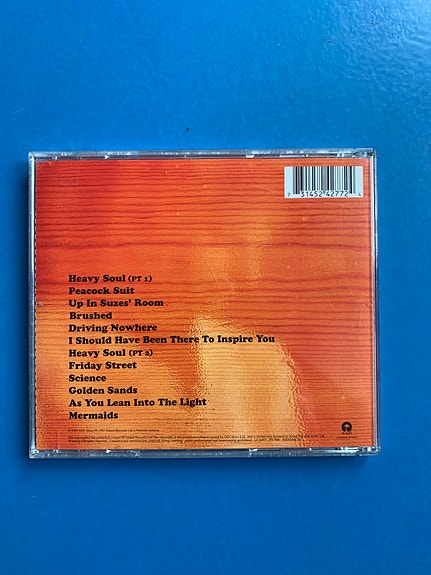 7 31452 42772 4
Heavy Soul (PT 1)
Peacock Suit
Up In Suzes' Room
Brushed
Driving Nowhere
I Should Have Been There To Inspire You
Heavy Soul (PT 2)
Friday Street
Science
Golden Sands
As You Lean Into The Light
Mermaids